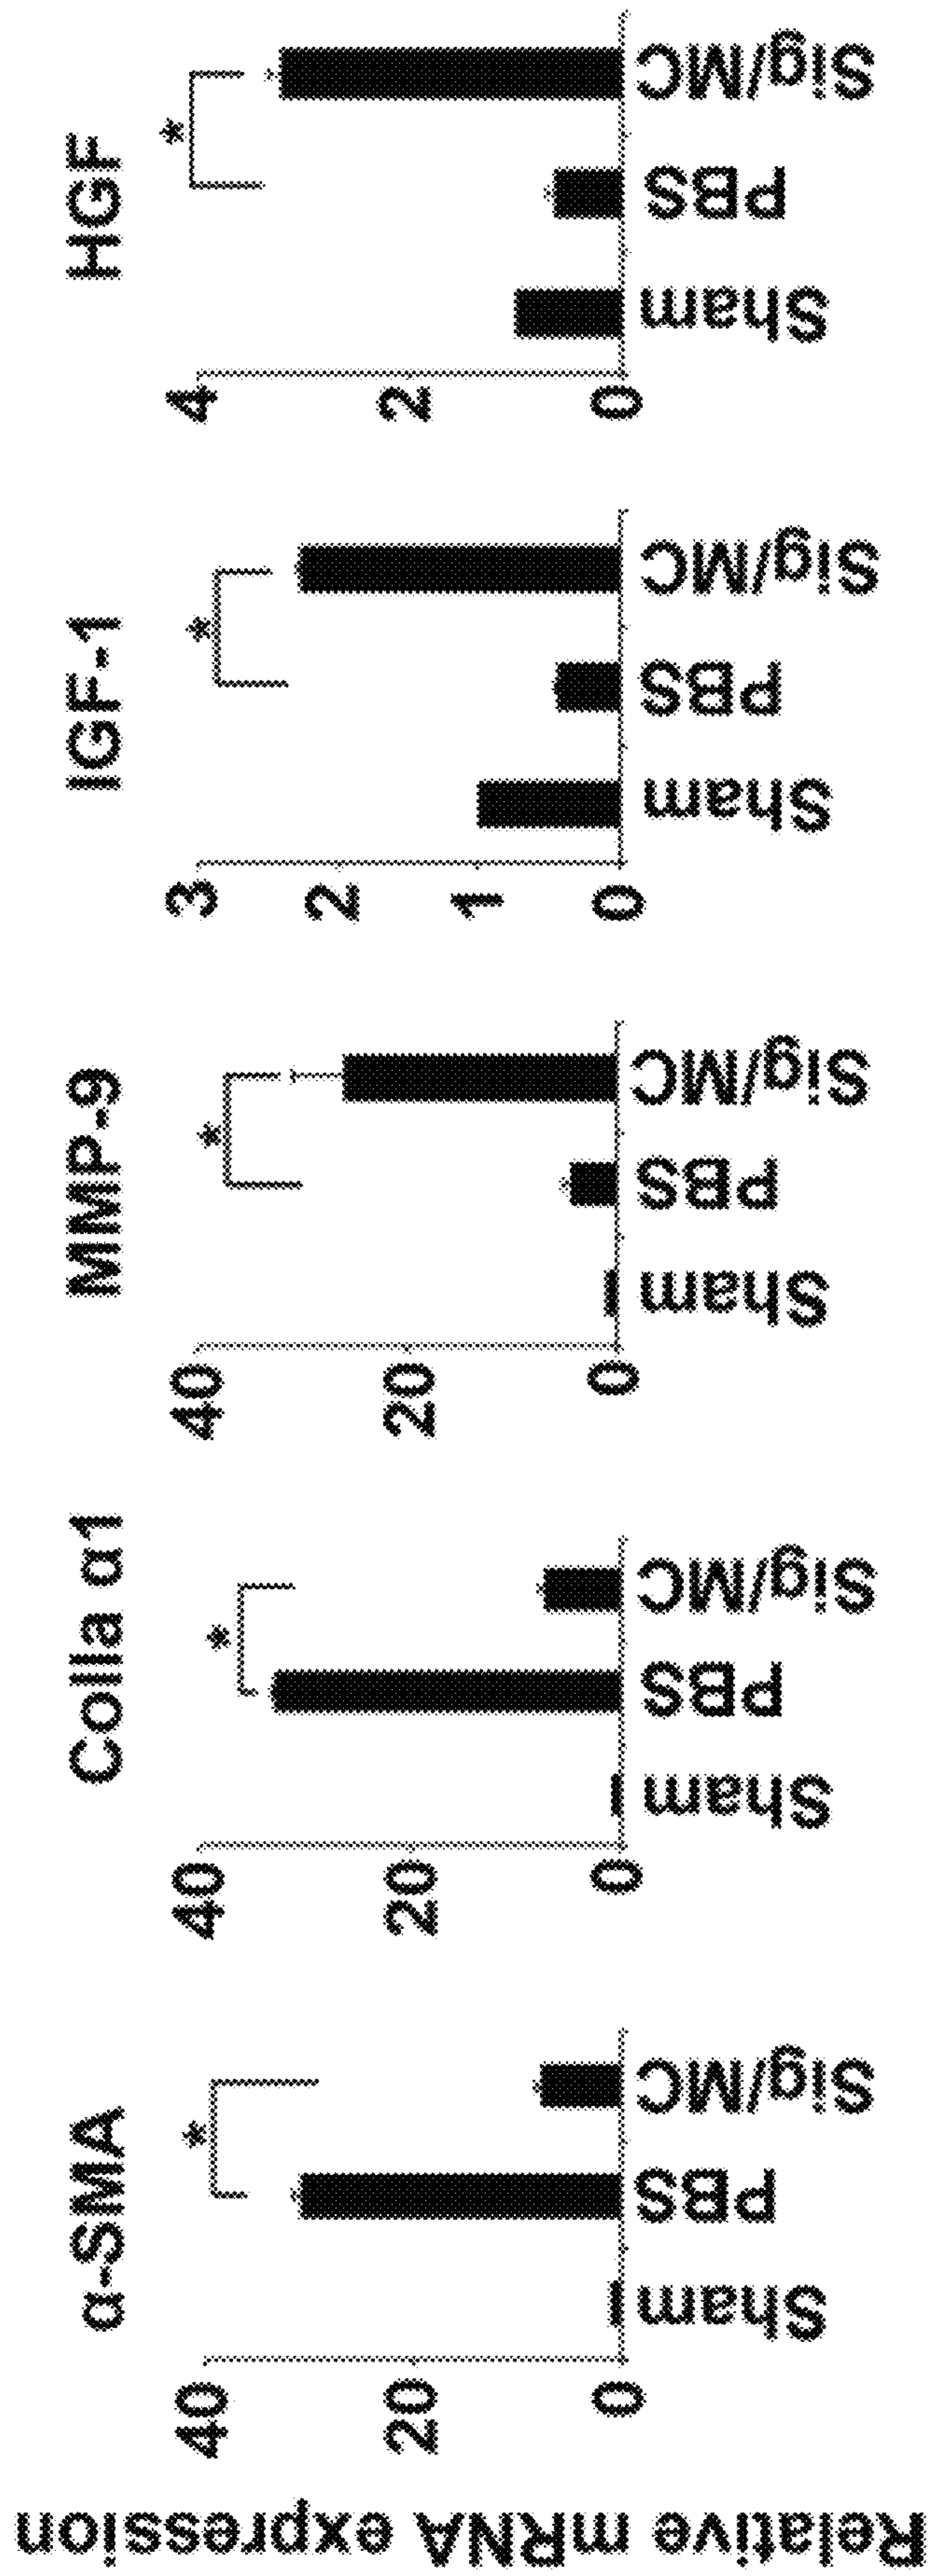 Relative mRNA expression
α-SMA
*
40
20
0
Sham
PBS
Sig/MC
Colla α1
*
40
20
0
Sham
PBS
Sig/MC
MMP-9
*
40
20
0
Sham
PBS
Sig/MC
IGF-1
*
3
2
1
0
Sham
PBS
Sig/MC
HGF
*
4
2
0
Sham
PBS
Sig/MC